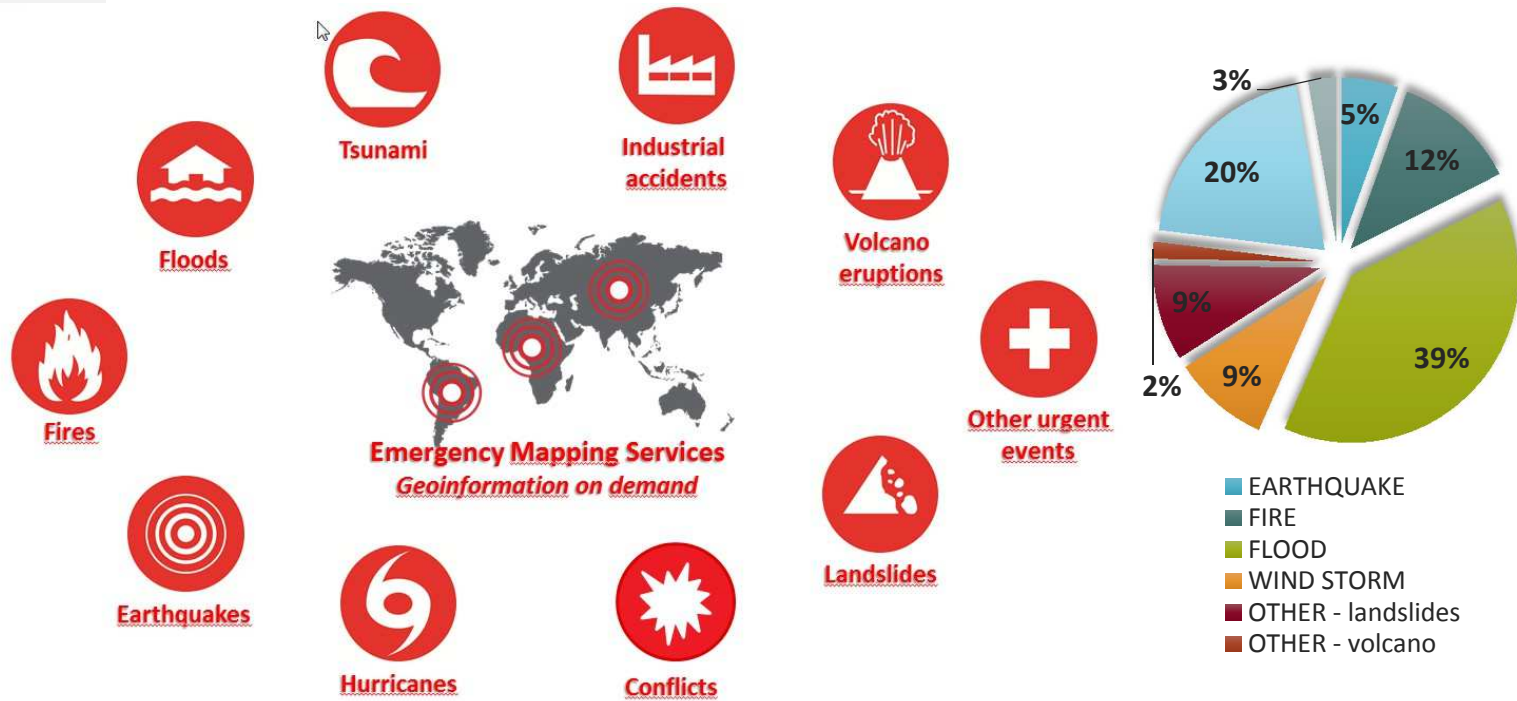 Tsunami
Industrial
accidents
Floods
Volcano
eruptions
Fires
Other urgent
events
Emergency Mapping Services
Geoinformation on demand
Earthquakes
Landslides
Hurricanes
Conflicts
3%
5%
12%
20%
9%
39%
2%
9%
EARTHQUAKE
FIRE
FLOOD
WIND STORM
OTHER - landslides
OTHER - volcano